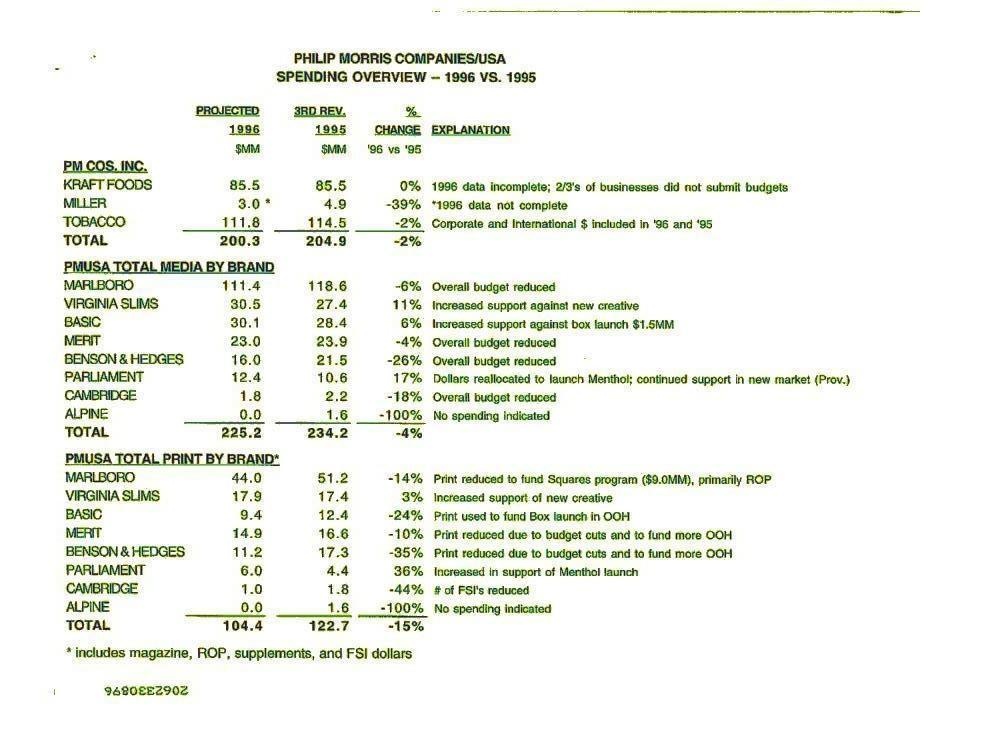 PHILIP MORRIS COMPANIES/USA
SPENDING OVERVIEW – 1996 VS. 1995
PROJECTED 3RD REV. %
1996 1995 CHANGE EXPLANATION
$MM $MM '96 vs '95
PM COS. INC.
KRAFT FOODS 85.5 85.5 0% 1996 data incomplete; 2/3's of businesses did not submit budgets
MILLER 3.0 * 4.9 -39% *1996 data not complete
TOBACCO 111.8 114.5 -2% Corporate and International $ included in '96 and '95
TOTAL 200.3 204.9 -2%
PMUSA TOTAL MEDIA BY BRAND
MARLBORO 111.4 118.6 -6% Overall budget reduced
VIRGINIA SLIMS 30.5 27.4 11% Increased support against new creative
BASIC 30.1 28.4 6% Increased support against box launch $1.5MM
MERIT 23.0 23.9 -4% Overall budget reduced
BENSON & HEDGES 16.0 21.5 -26% Overall budget reduced
PARLIAMENT 12.4 10.6 17% Dollars reallocated to launch Menthol; continued support in new market (Prov.)
CAMBRIDGE 1.8 2.2 -18% Overall budget reduced
ALPINE 0.0 1.6 -100% No spending indicated
TOTAL 225.2 234.2 -4%
PMUSA TOTAL PRINT BY BRAND*
MARLBORO 44.0 51.2 -14% Print reduced to fund Squares program ($9.0MM), primarily ROP
VIRGINIA SLIMS 17.9 17.4 3% Increased support of new creative
BASIC 9.4 12.4 -24% Print used to fund Box launch in OOH
MERIT 14.9 16.6 -10% Print reduced due to budget cuts and to fund more OOH
BENSON & HEDGES 11.2 17.3 -35% Print reduced due to budget cuts and to fund more OOH
PARLIAMENT 6.0 4.4 36% Increased in support of Menthol launch
CAMBRIDGE 1.0 1.8 -44% # of FSI's reduced
ALPINE 0.0 1.6 -100% No spending indicated
TOTAL 104.4 122.7 -15%
* includes magazine, ROP, supplements, and FSI dollars
2062330896